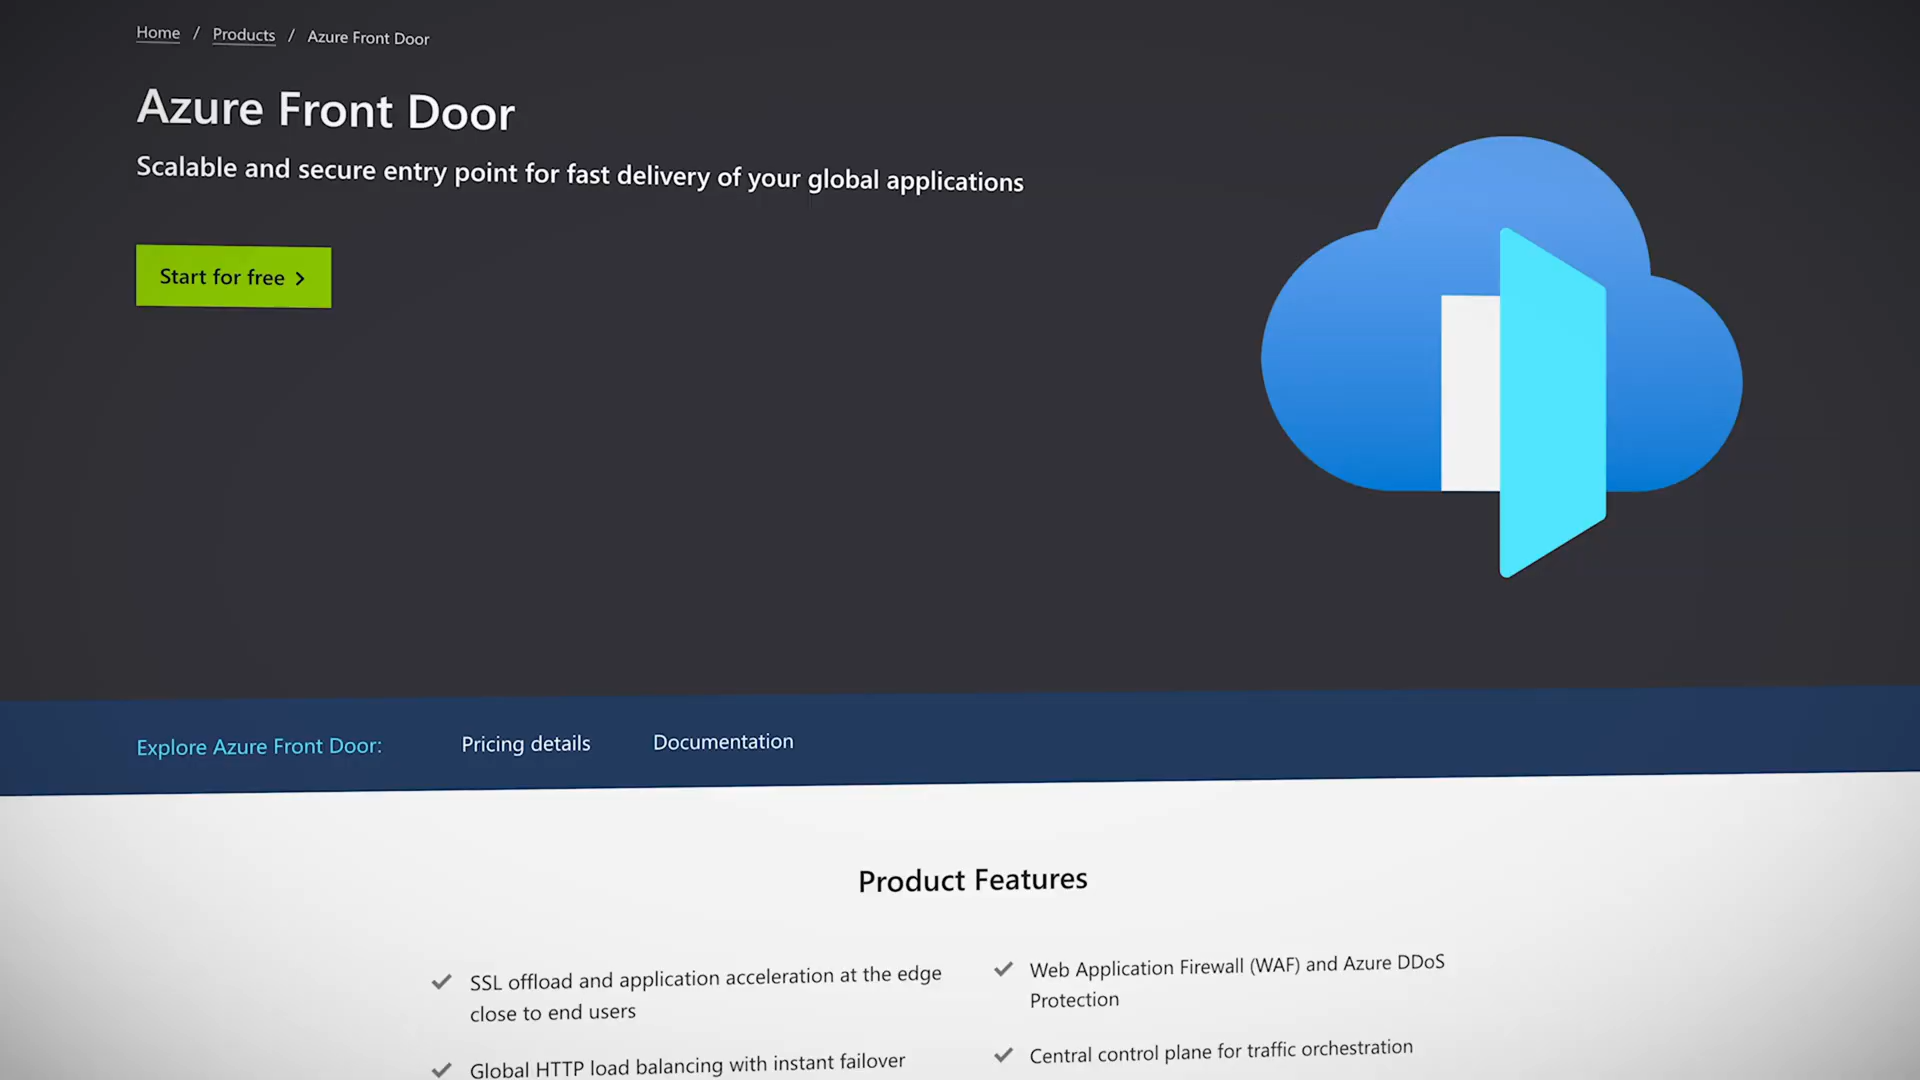 Home / Products / Azure Front Door
Azure Front Door
Scalable and secure entry point for fast delivery of your global applications
Start for free >
Explore Azure Front Door:
Pricing details
Documentation
Product Features
SSL offload and application acceleration at the edge
close to end users
Web Application Firewall (WAF) and Azure DDoS
Protection
Global HTTP load balancing with instant failover
Central control plane for traffic orchestration